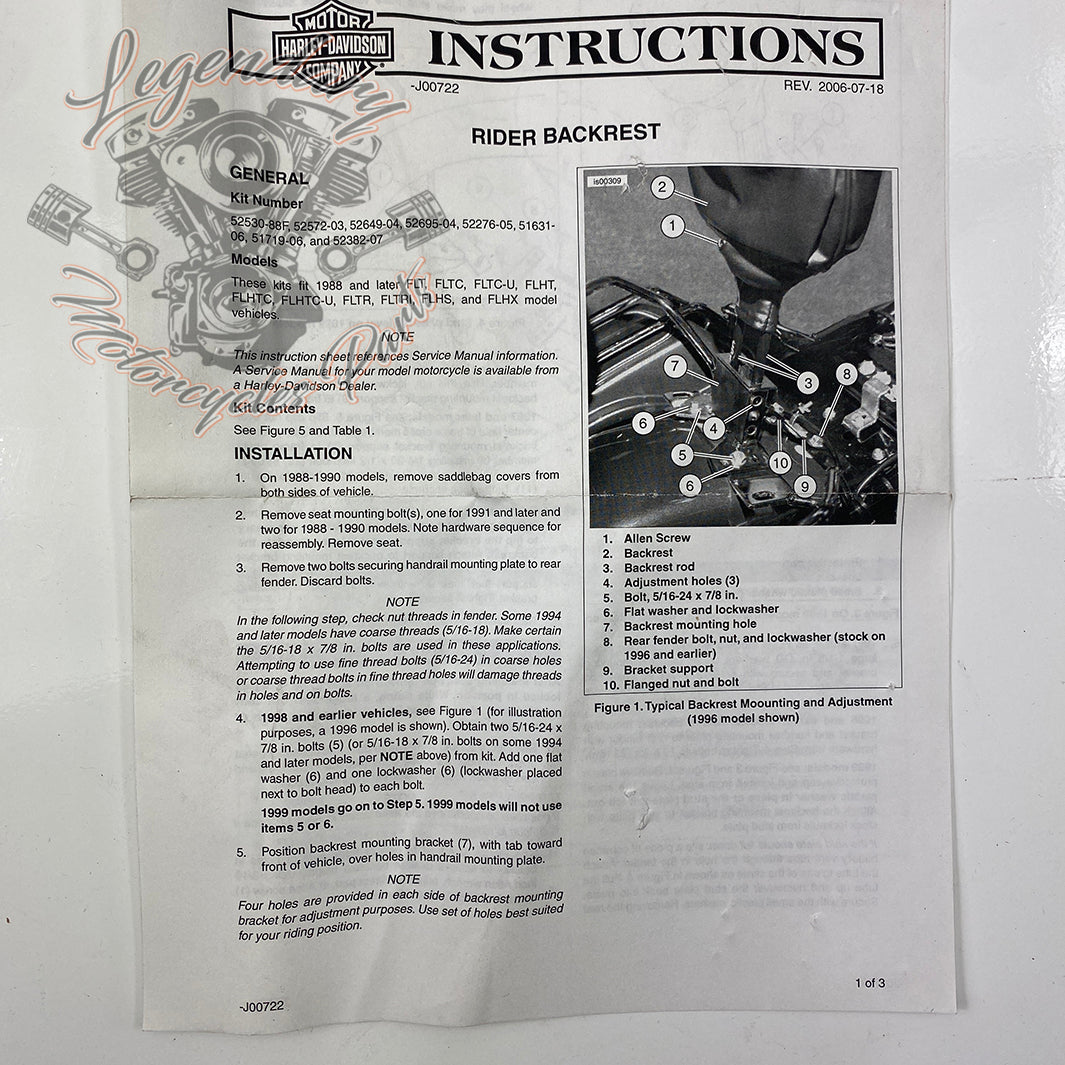 MOTOR
HARLEY-DAVIDSON
COMPANY
INSTRUCTIONS
-J00722
REV. 2006-07-18
Legendary
Motorcycles Parts
RIDER BACKREST
GENERAL
Kit Number
52530-88F, 52572-03, 52649-04, 52695-04, 52276-05, 51631-
06, 51719-06, and 52382-07
Models
These kits fit 1988 and later FLT, FLTC, FLTC-U, FLHT,
FLHTC, FLHTC-U, FLTR, FLTRI, FLHS, and FLHX model
vehicles.
NOTE
This instruction sheet references Service Manual information.
A Service Manual for your model motorcycle is available from
a Harley-Davidson Dealer.
Kit Contents
See Figure 5 and Table 1.
INSTALLATION
1. On 1988-1990 models, remove saddlebag covers from
both sides of vehicle.
2. Remove seat mounting bolt(s), one for 1991 and later and
two for 1988 - 1990 models. Note hardware sequence for
reassembly. Remove seat.
3. Remove two bolts securing handrail mounting plate to rear
fender. Discard bolts.
NOTE
In the following step, check nut threads in fender. Some 1994
and later models have coarse threads (5/16-18). Make certain
the 5/16-18 x 7/8 in. bolts are used in these applications.
Attempting to use fine thread bolts (5/16-24) in coarse holes
or coarse thread bolts in fine thread holes will damage threads
in holes and on bolts.
4. 1998 and earlier vehicles, see Figure 1 (for illustration
purposes, a 1996 model is shown). Obtain two 5/16-24 x
7/8 in. bolts (5) (or 5/16-18 x 7/8 in. bolts on some 1994
and later models, per NOTE above) from kit. Add one flat
washer (6) and one lockwasher (6) (lockwasher placed
next to bolt head) to each bolt.
1999 models go on to Step 5. 1999 models will not use
items 5 or 6.
5. Position backrest mounting bracket (7), with tab toward
front of vehicle, over holes in handrail mounting plate.
NOTE
Four holes are provided in each side of backrest mounting
bracket for adjustment purposes. Use set of holes best suited
for your riding position.
is00309
2
1
3
7
8
6
4
5
10
6
9
1. Allen Screw
2. Backrest
3. Backrest rod
4. Adjustment holes (3)
5. Bolt, 5/16-24 x 7/8 in.
6. Flat washer and lockwasher
7. Backrest mounting hole
8. Rear fender bolt, nut, and lockwasher (stock on
1996 and earlier)
9. Bracket support
10. Flanged nut and bolt
Figure 1. Typical Backrest Moounting and Adjustment
(1996 model shown)
-J00722
1 of 3